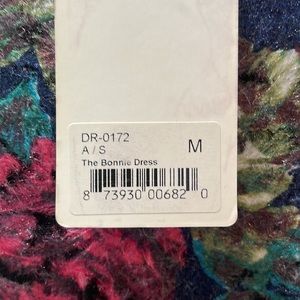 DR-0172
A / S
M
The Bonnie Dress
8 73930 00682 0